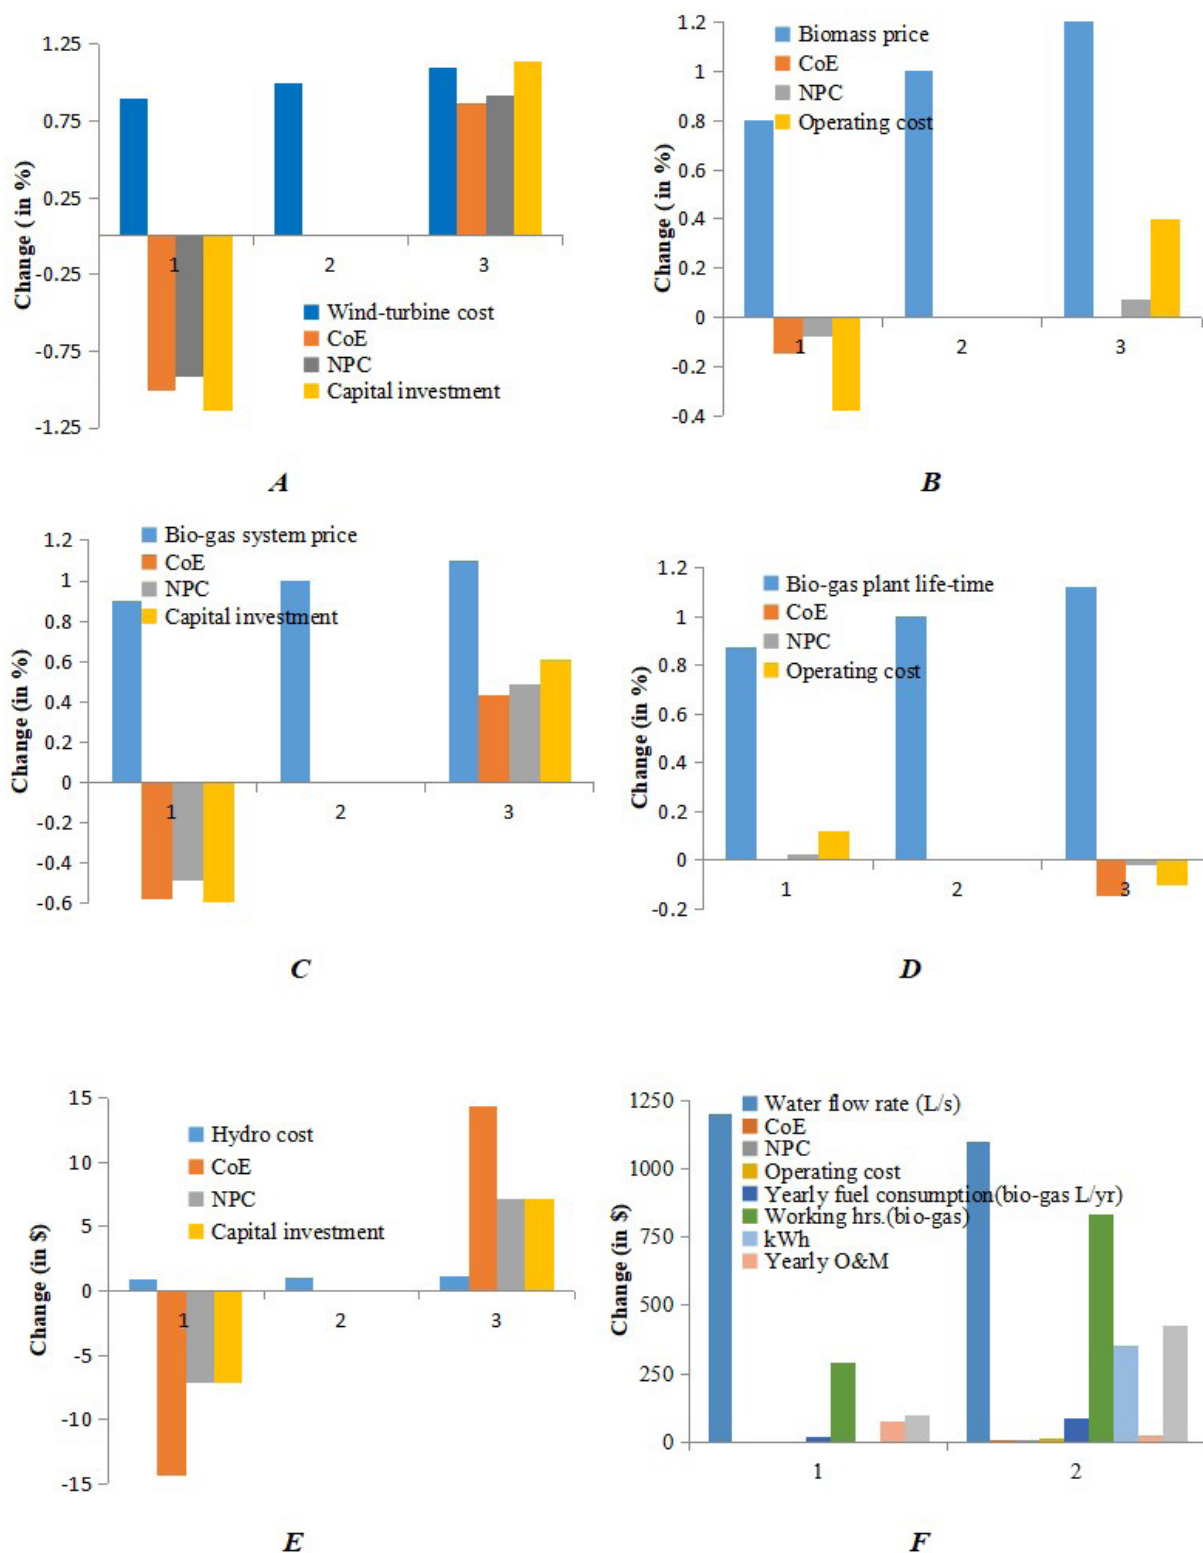 1.25
0.75
0.25
-0.25
-0.75
-1.25
Change ( in %)
1
2
3
Wind-turbine cost
CoE
NPC
Capital investment
A
1.2
1
0.8
0.6
0.4
0.2
0
-0.2
-0.4
Change ( in %)
Biomass price
CoE
NPC
Operating cost
1
2
3
B
1.2
1
0.8
0.6
0.4
0.2
0
-0.2
-0.4
-0.6
Change (in %)
Bio-gas system price
CoE
NPC
Capital investment
1
2
3
C
1.2
1
0.8
0.6
0.4
0.2
0
-0.2
Change (in %)
Bio-gas plant life-time
CoE
NPC
Operating cost
1
2
3
D
15
10
5
0
-5
-10
-15
Change (in $)
Hydro cost
CoE
NPC
Capital investment
1
2
3
E
1250
1000
750
500
250
0
Change (in $)
Water flow rate (L/s)
CoE
NPC
Operating cost
Yearly fuel consumption(bio-gas L/yr)
Working hrs.(bio-gas)
kWh
Yearly O&M
1
2
F